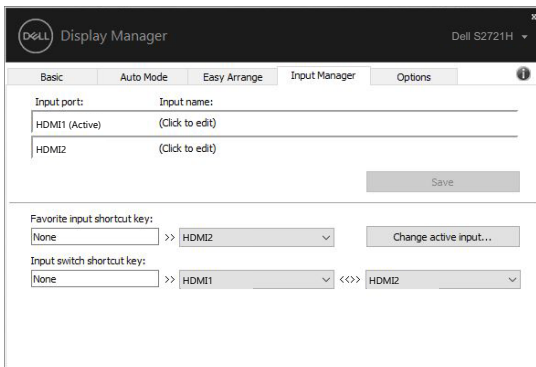 DELL Display Manager Dell S2721H
Basic Auto Mode Easy Arrange Input Manager Options
Input port: Input name:
HDMI1 (Active) (Click to edit)
HDMI2 (Click to edit)
Save
Favorite input shortcut key:
None >> HDMI2 Change active input...
Input switch shortcut key:
None >> HDMI1 <<>> HDMI2